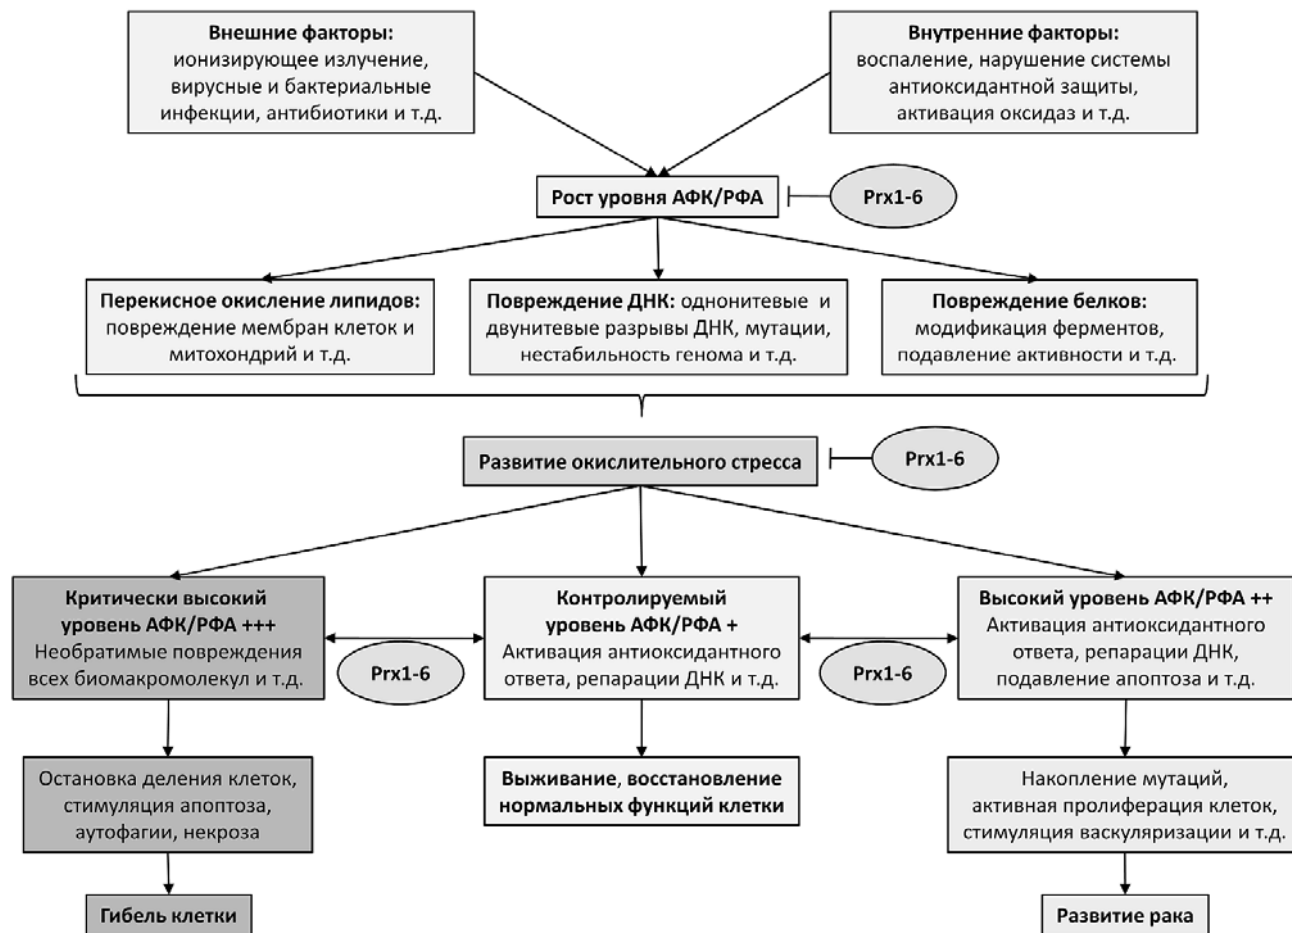 Внешние факторы:
ионизирующее излучение,
вирусные и бактериальные
инфекции, антибиотики и т.д.
Внутренние факторы:
воспаление, нарушение системы
антиоксидантной защиты,
активация оксидаз и т.д.
Рост уровня АФК/РФА
Prx1-6
Перекисное окисление липидов:
повреждение мембран клеток и
митохондрий и т.д.
Повреждение ДНК: однонитевые и
двунитевые разрывы ДНК, мутации,
нестабильность генома и т.д.
Повреждение белков:
модификация ферментов,
подавление активности и т.д.
Развитие окислительного стресса
Prx1-6
Критически высокий
уровень АФК/РФА +++
Необратимые повреждения
всех биомакромолекул и т.д.
Prx1-6
Контролируемый
уровень АФК/РФА +
Активация антиоксидантного
ответа, репарации ДНК и т.д.
Prx1-6
Высокий уровень АФК/РФА ++
Активация антиоксидантного
ответа, репарации ДНК,
подавление апоптоза и т.д.
Остановка деления клеток,
стимуляция апоптоза,
аутофагии, некроза
Выживание, восстановление
нормальных функций клетки
Накопление мутаций,
активная пролиферация клеток,
стимуляция васкуляризации и т.д.
Гибель клетки
Развитие рака